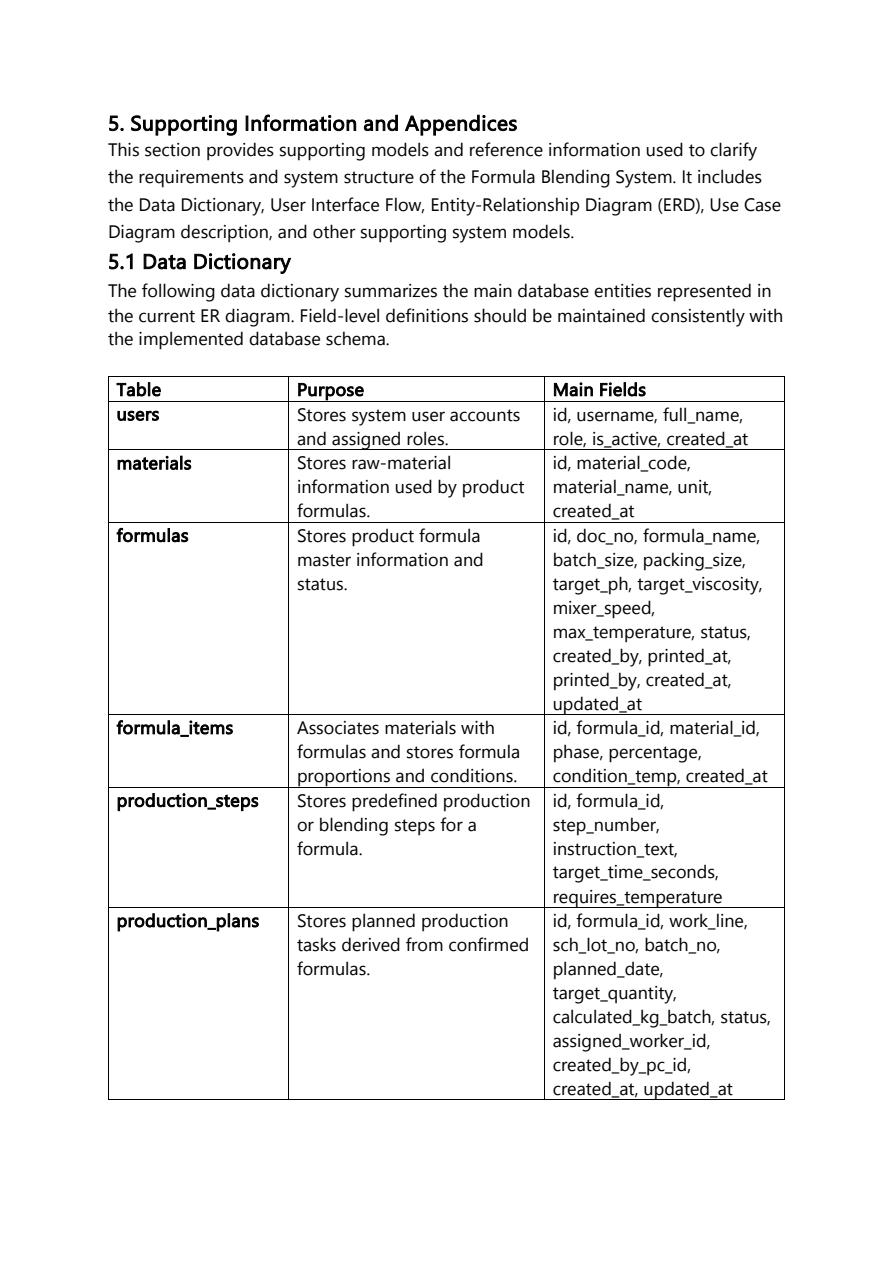 5. Supporting Information and Appendices
This section provides supporting models and reference information used to clarify
the requirements and system structure of the Formula Blending System. It includes
the Data Dictionary, User Interface Flow, Entity-Relationship Diagram (ERD), Use Case
Diagram description, and other supporting system models.
5.1 Data Dictionary
The following data dictionary summarizes the main database entities represented in
the current ER diagram. Field-level definitions should be maintained consistently with
the implemented database schema.
Table Purpose Main Fields
users Stores system user accounts id, username, full_name,
and assigned roles. role, is_active, created_at
materials Stores raw-material id, material_code,
information used by product material_name, unit,
formulas. created_at
formulas Stores product formula id, doc_no, formula_name,
master information and batch_size, packing_size,
status. target_ph, target_viscosity,
mixer_speed,
max_temperature, status,
created_by, printed_at,
printed_by, created_at,
updated_at
formula_items Associates materials with id, formula_id, material_id,
formulas and stores formula phase, percentage,
proportions and conditions. condition_temp, created_at
production_steps Stores predefined production id, formula_id,
or blending steps for a step_number,
formula. instruction_text,
target_time_seconds,
requires_temperature
production_plans Stores planned production id, formula_id, work_line,
tasks derived from confirmed sch_lot_no, batch_no,
formulas. planned_date,
target_quantity,
calculated_kg_batch, status,
assigned_worker_id,
created_by_pc_id,
created_at, updated_at